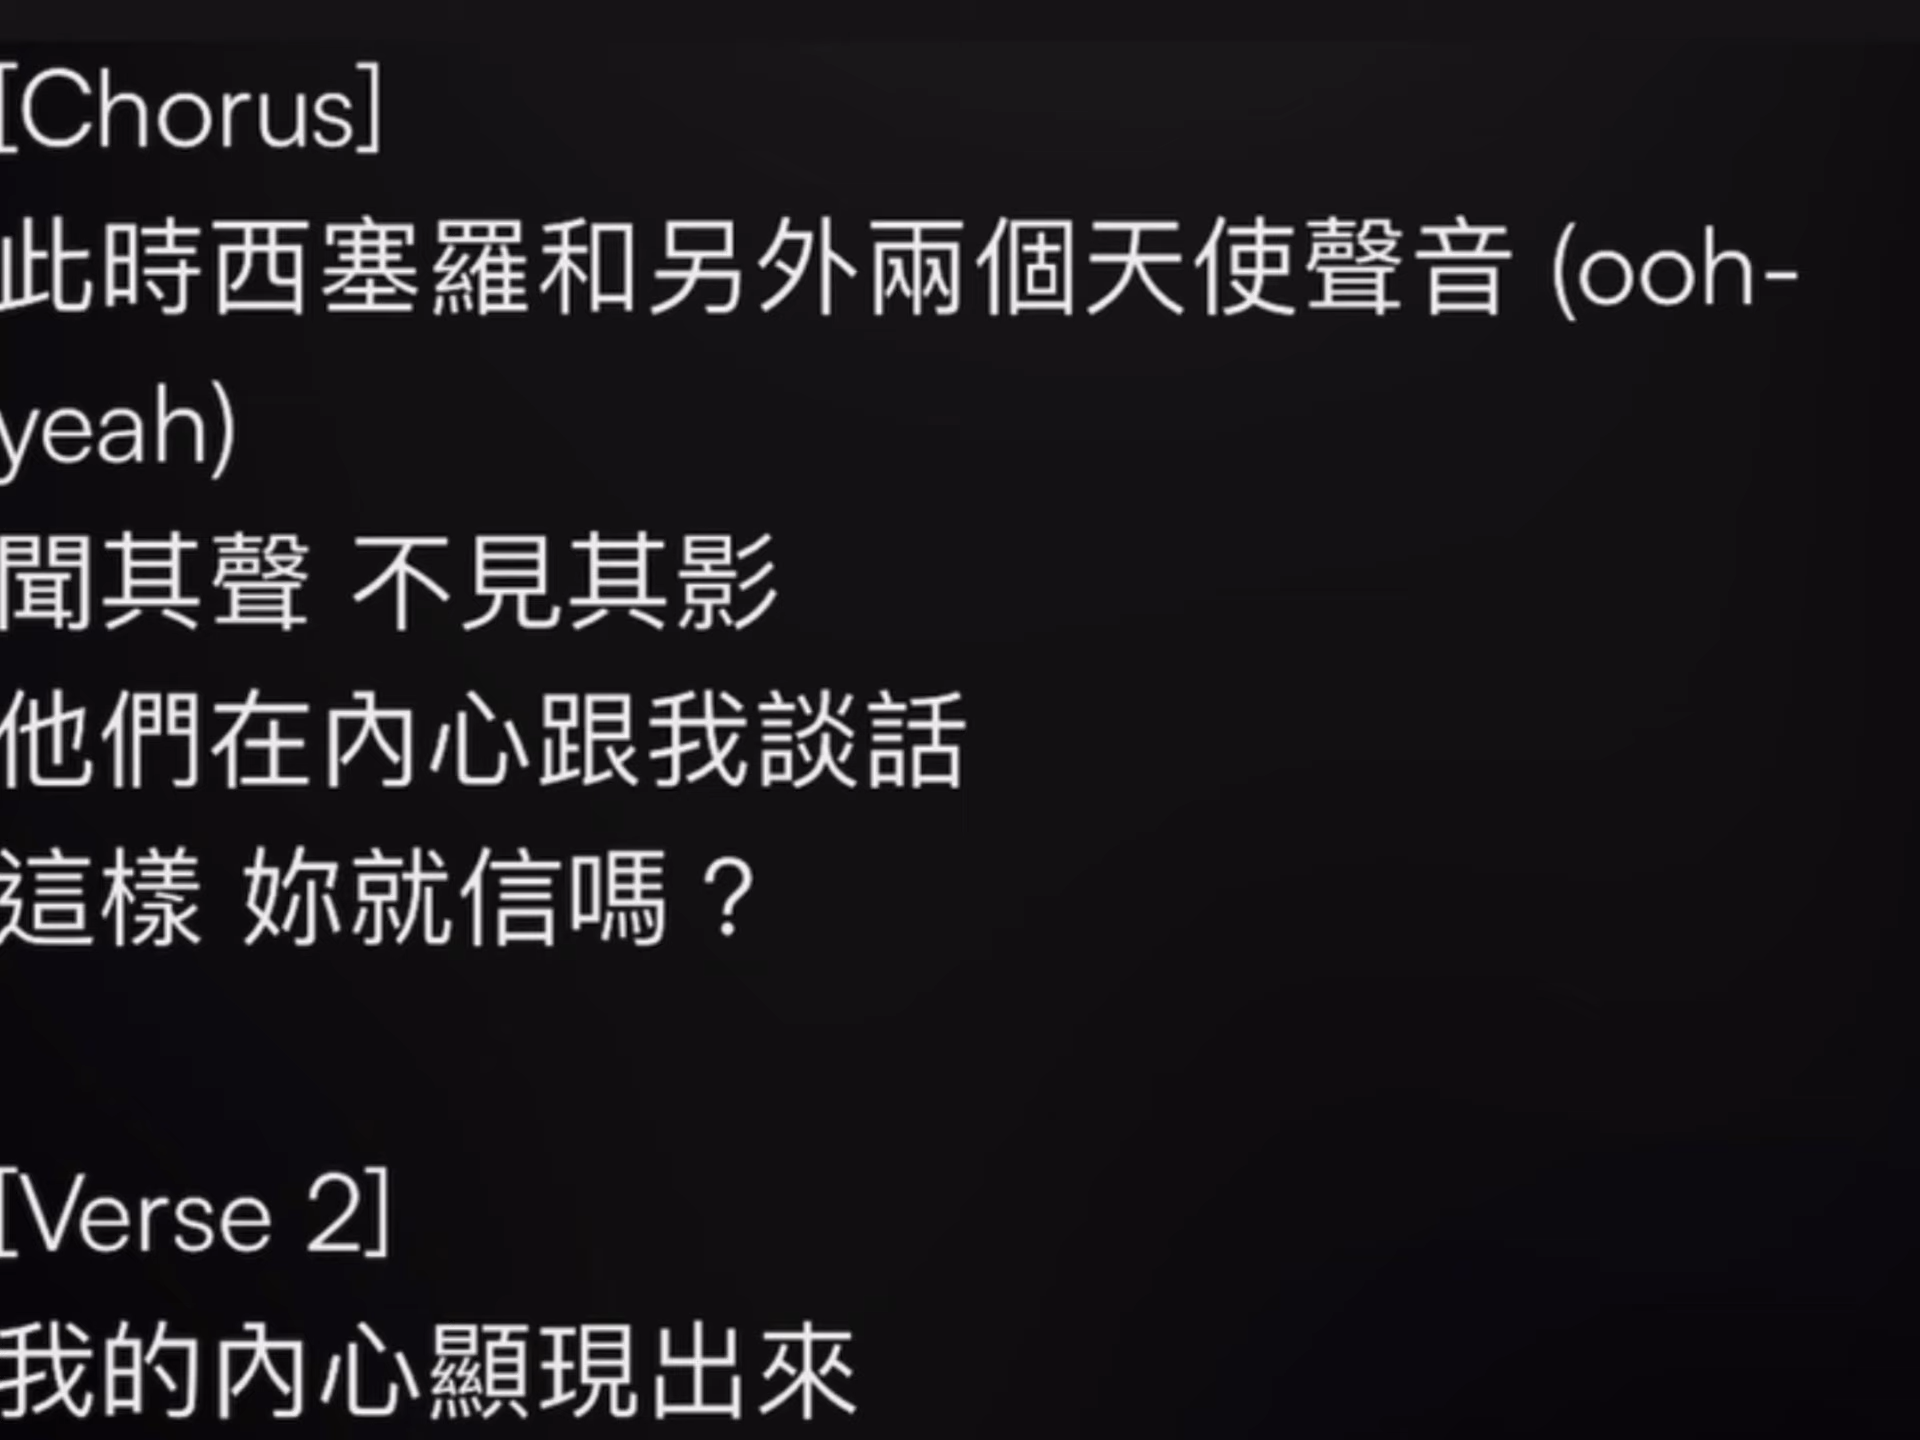 [Chorus]
此時西塞羅和另外兩個天使聲音 (ooh-
yeah)
聞其聲 不見其影
他們在內心跟我談話
這樣 妳就信嗎？
[Verse 2]
我的內心顯現出來